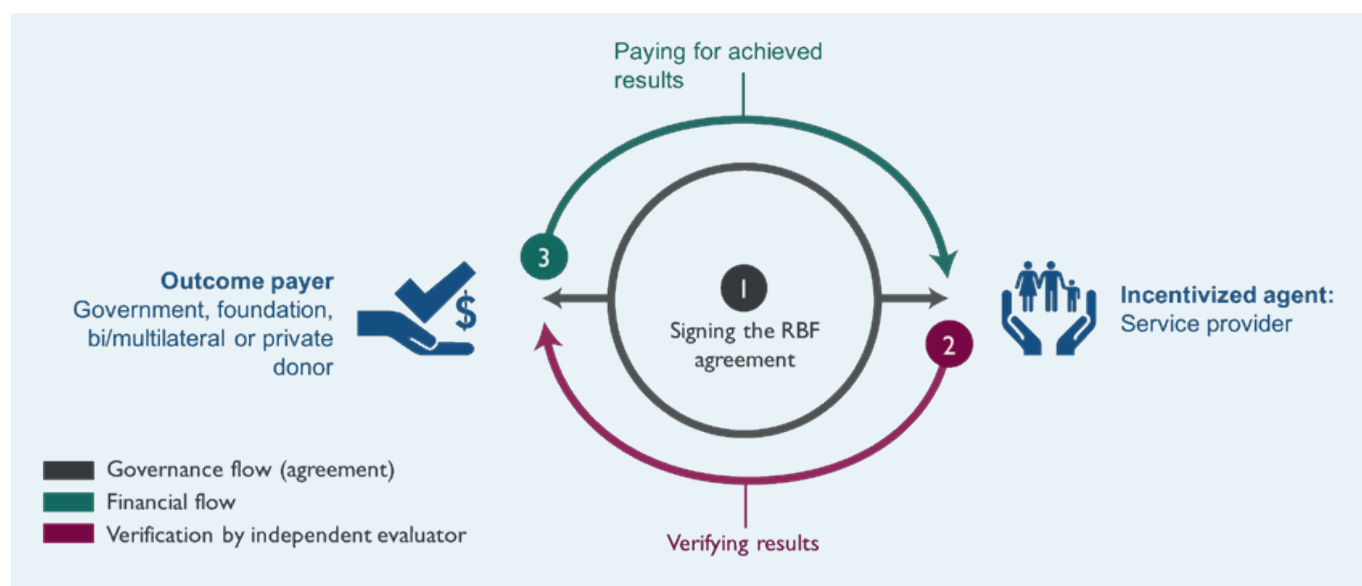 Paying for achieved
results
3
Outcome payer
Government, foundation,
bi/multilateral or private
donor
$
1
Signing the RBF
agreement
Incentivized agent:
Service provider
2
Governance flow (agreement)
Financial flow
Verification by independent evaluator
Verifying results